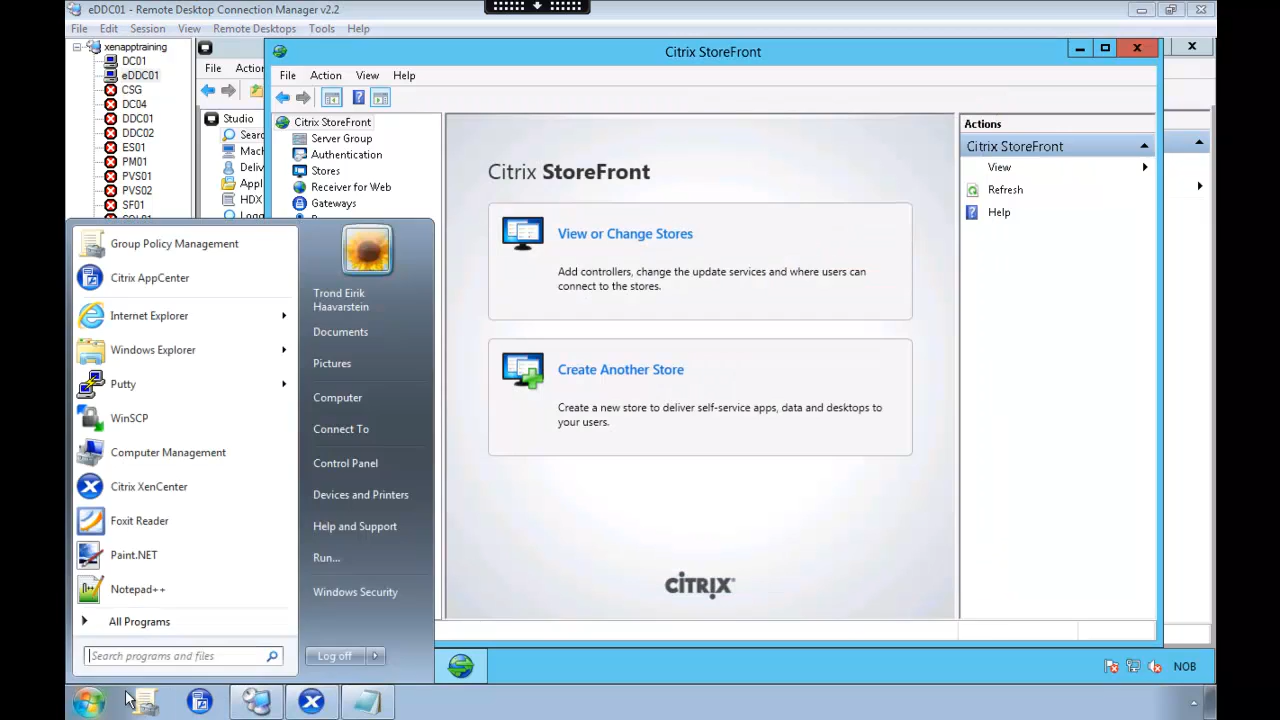 eDDC01 - Remote Desktop Connection Manager v2.2
File Edit Session View Remote Desktops Tools Help
xenapptraining
DC01
eDDC01
CSG
DC04
DDC01
DDC02
ES01
PM01
PVS01
PVS02
SF01
File Action
Studio
Sear
Mach
Deliv
Appl
HDX
Citrix StoreFront
File Action View Help
Citrix StoreFront
Server Group
Authentication
Stores
Receiver for Web
Gateways
Citrix StoreFront
View or Change Stores
Add controllers, change the update services and where users can
connect to the stores.
Create Another Store
Create a new store to deliver self-service apps, data and desktops to
your users.
CITRIX
Actions
Citrix StoreFront
View
Refresh
Help
Group Policy Management
Citrix AppCenter
Internet Explorer
Windows Explorer
Putty
WinSCP
Computer Management
Citrix XenCenter
Foxit Reader
Paint.NET
Notepad++
All Programs
Search programs and files
Trond Eirik
Haavarstein
Documents
Pictures
Computer
Connect To
Control Panel
Devices and Printers
Help and Support
Run...
Windows Security
Log off
NOB